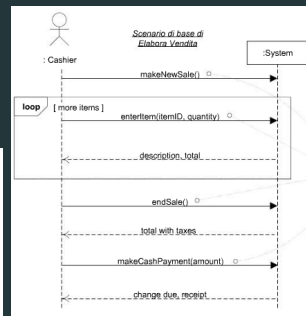 Scenario di base di
Elabora Vendita
: Cashier
:System
makeNewSale()
loop
[ more items ]
enterItem(itemID, quantity)
description, total
endSale()
total with taxes
makeCashPayment(amount)
change due, receipt